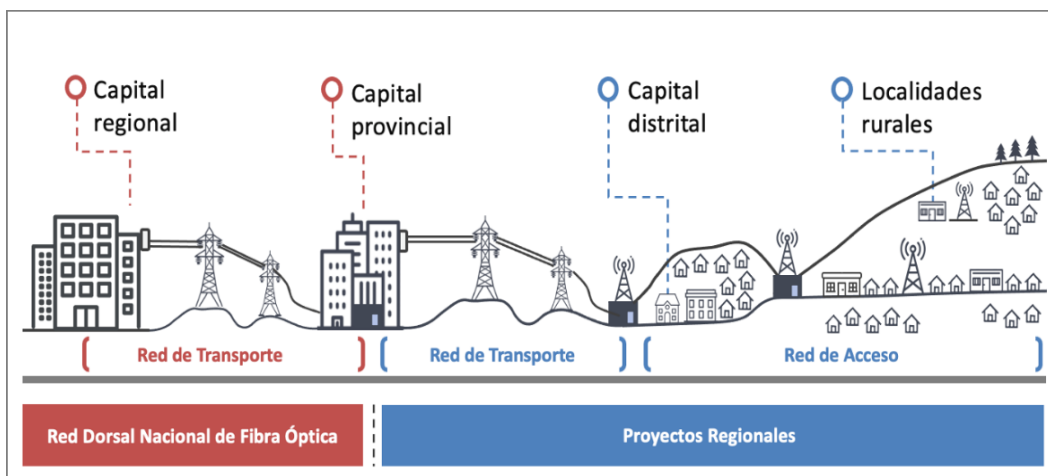 Capital
regional
Capital
provincial
Capital
distrital
Localidades
rurales
Red de Transporte
Red de Transporte
Red de Acceso
Red Dorsal Nacional de Fibra Óptica
Proyectos Regionales